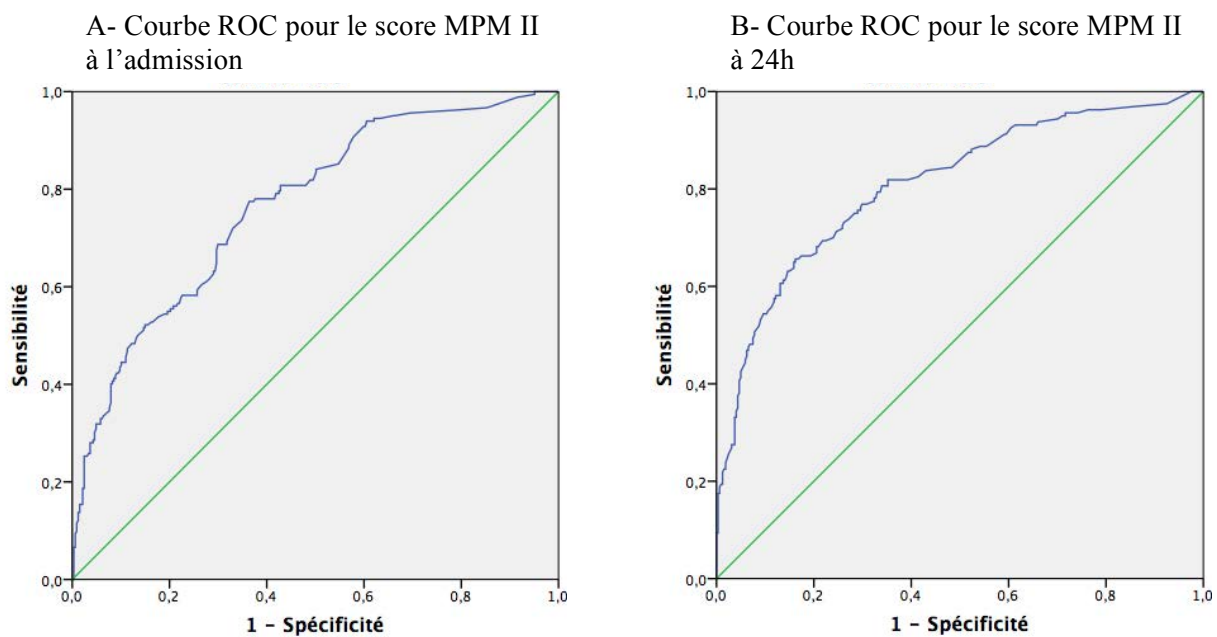 A- Courbe ROC pour le score MPM II
à l’admission
1,0
0,8
0,6
0,4
0,2
0,0
Sensibilité
0,0 0,2 0,4 0,6 0,8 1,0
1 – Spécificité
B- Courbe ROC pour le score MPM II
à 24h
1,0
0,8
0,6
0,4
0,2
0,0
Sensibilité
0,0 0,2 0,4 0,6 0,8 1,0
1 – Spécificité